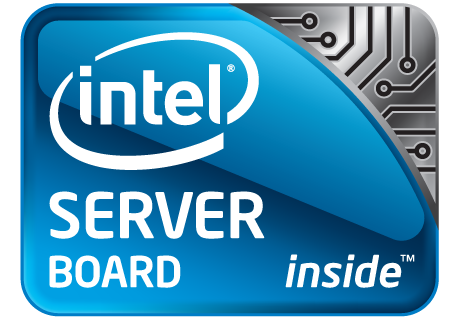 intel®
SERVER
BOARD
inside™